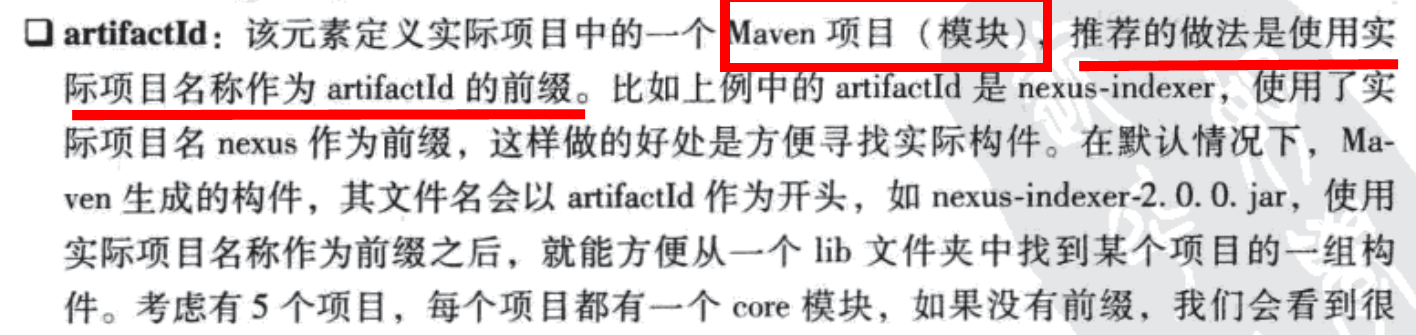 ❑ artifactId：该元素定义实际项目中的一个 Maven 项目（模块），推荐的做法是使用实
际项目名称作为 artifactId 的前缀。比如上例中的 artifactId 是 nexus-indexer，使用了实
际项目名 nexus 作为前缀，这样做的好处是方便寻找实际构件。在默认情况下，Ma-
ven 生成的构件，其文件名会以 artifactId 作为开头，如 nexus-indexer-2. 0. 0. jar，使用
实际项目名称作为前缀之后，就能方便从一个 lib 文件夹中找到某个项目的一组构
件。考虑有 5 个项目，每个项目都有一个 core 模块，如果没有前缀，我们会看到很